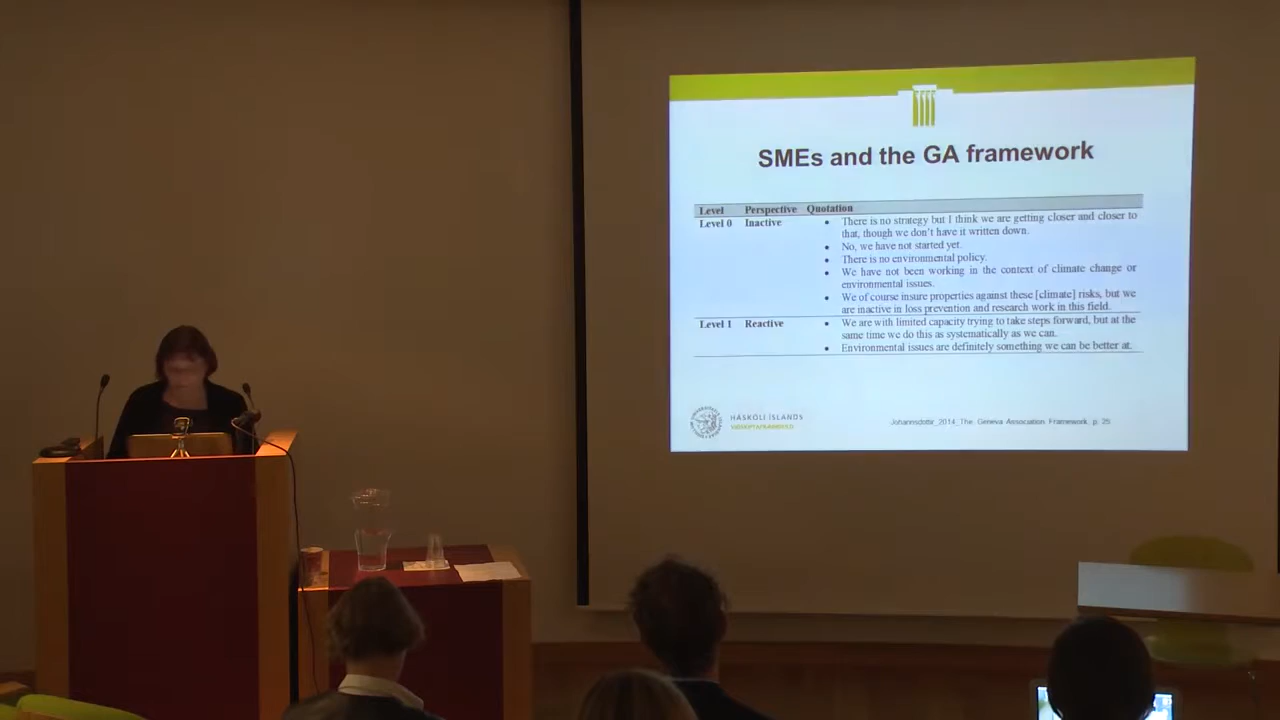 SMEs and the GA framework
Level Perspective Quotation
Level 0 Inactive
• There is no strategy but I think we are getting closer and closer to
that, though we don't have it written down.
• No, we have not started yet.
• There is no environmental policy.
• We have not been working in the context of climate change or
environmental issues.
• We of course insure properties against these [climate] risks, but we
are inactive in loss prevention and research work in this field.
Level 1 Reactive
• We are with limited capacity trying to take steps forward, but at the
same time we do this as systematically as we can.
• Environmental issues are definitely something we can be better at.
HÁSKÓLI ÍSLANDS
Johannsdottir_2014_The Geneva Association Framework, p. 25